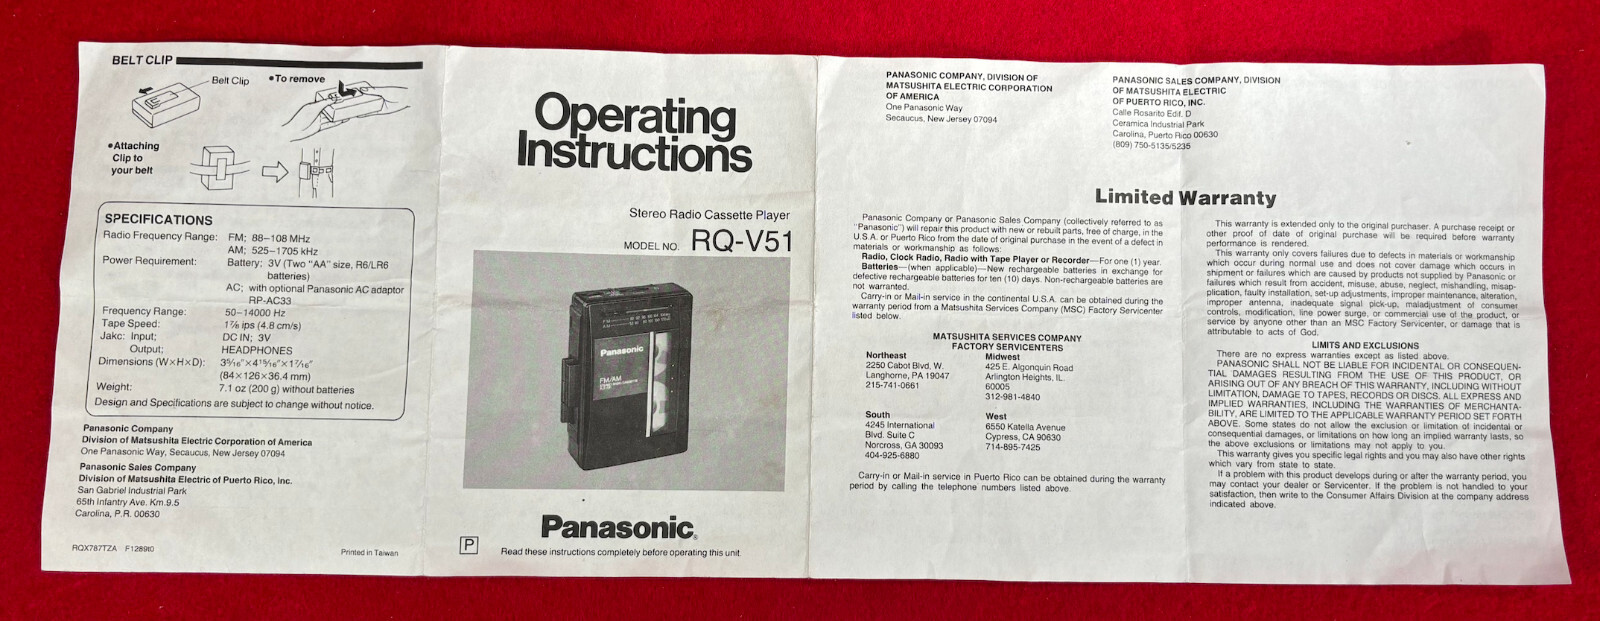 BELT CLIP
Belt Clip
●To remove
●Attaching
Clip to
your belt
SPECIFICATIONS
Radio Frequency Range: FM; 88–108 MHz
AM; 525–1705 kHz
Power Requirement: Battery; 3V (Two "AA" size, R6/LR6
batteries)
AC; with optional Panasonic AC adaptor
RP-AC33
Frequency Range: 50–14000 Hz
Tape Speed: 1⅞ ips (4.8 cm/s)
Jakc: Input; DC IN; 3V
Output; HEADPHONES
Dimensions (W×H×D): 3⁵⁄₁₆″×4¹⁵⁄₁₆″×1⁷⁄₁₆″
(84×126×36.4 mm)
Weight: 7.1 oz (200 g) without batteries
Design and Specifications are subject to change without notice.
Panasonic Company
Division of Matsushita Electric Corporation of America
One Panasonic Way, Secaucus, New Jersey 07094
Panasonic Sales Company
Division of Matsushita Electric of Puerto Rico, Inc.
San Gabriel Industrial Park
65th Infantry Ave. Km.9.5
Carolina, P.R. 00630
RQX787TZA F1289t0
Printed in Taiwan
Operating
Instructions
Stereo Radio Cassette Player
MODEL NO. RQ-V51
Panasonic
FM/AM
Panasonic®
P
Read these instructions completely before operating this unit.
PANASONIC COMPANY, DIVISION OF
MATSUSHITA ELECTRIC CORPORATION
OF AMERICA
One Panasonic Way
Secaucus, New Jersey 07094
PANASONIC SALES COMPANY, DIVISION
OF MATSUSHITA ELECTRIC
OF PUERTO RICO, INC.
Calle Rosarito Edif. D
Ceramica Industrial Park
Carolina, Puerto Rico 00630
(809) 750-5135/5235
Limited Warranty
Panasonic Company or Panasonic Sales Company (collectively referred to as
"Panasonic") will repair this product with new or rebuilt parts, free of charge, in the
U.S.A. or Puerto Rico from the date of original purchase in the event of a defect in
materials or workmanship as follows:
Radio, Clock Radio, Radio with Tape Player or Recorder—For one (1) year.
Batteries—(when applicable)—New rechargeable batteries in exchange for
defective rechargeable batteries for ten (10) days. Non-rechargeable batteries are
not warranted.
Carry-in or Mail-in service in the continental U.S.A. can be obtained during the
warranty period from a Matsushita Services Company (MSC) Factory Servicenter
listed below.
MATSUSHITA SERVICES COMPANY
FACTORY SERVICENTERS
Northeast
2250 Cabot Blvd, W.
Langhorne, PA 19047
215-741-0661
Midwest
425 E. Algonquin Road
Arlington Heights, IL
60005
312-981-4840
South
4245 International
Blvd. Suite C
Norcross, GA 30093
404-925-6880
West
6550 Katella Avenue
Cypress, CA 90630
714-895-7425
Carry-in or Mail-in service in Puerto Rico can be obtained during the warranty
period by calling the telephone numbers listed above.
This warranty is extended only to the original purchaser. A purchase receipt or
other proof of date of original purchase will be required before warranty
performance is rendered.
This warranty only covers failures due to defects in materials or workmanship
which occur during normal use and does not cover damage which occurs in
shipment or failures which are caused by products not supplied by Panasonic or
failures which result from accident, misuse, abuse, neglect, mishandling, misap-
plication, faulty installation, set-up adjustments, improper maintenance, alteration,
improper antenna, inadequate signal pick-up, maladjustment of consumer
controls, modification, line power surge, or commercial use of the product, or
service by anyone other than an MSC Factory Servicenter, or damage that is
attributable to acts of God.
LIMITS AND EXCLUSIONS
There are no express warranties except as listed above.
PANASONIC SHALL NOT BE LIABLE FOR INCIDENTAL OR CONSEQUEN-
TIAL DAMAGES RESULTING FROM THE USE OF THIS PRODUCT, OR
ARISING OUT OF ANY BREACH OF THIS WARRANTY, INCLUDING WITHOUT
LIMITATION, DAMAGE TO TAPES, RECORDS OR DISCS. ALL EXPRESS AND
IMPLIED WARRANTIES, INCLUDING THE WARRANTIES OF MERCHANTA-
BILITY, ARE LIMITED TO THE APPLICABLE WARRANTY PERIOD SET FORTH
ABOVE. Some states do not allow the exclusion or limitation of incidental or
consequential damages, or limitations on how long an implied warranty lasts, so
the above exclusions or limitations may not apply to you.
This warranty gives you specific legal rights and you may also have other rights
which vary from state to state.
If a problem with this product develops during or after the warranty period, you
may contact your dealer or Servicenter. If the problem is not handled to your
satisfaction, then write to the Consumer Affairs Division at the company address
indicated above.